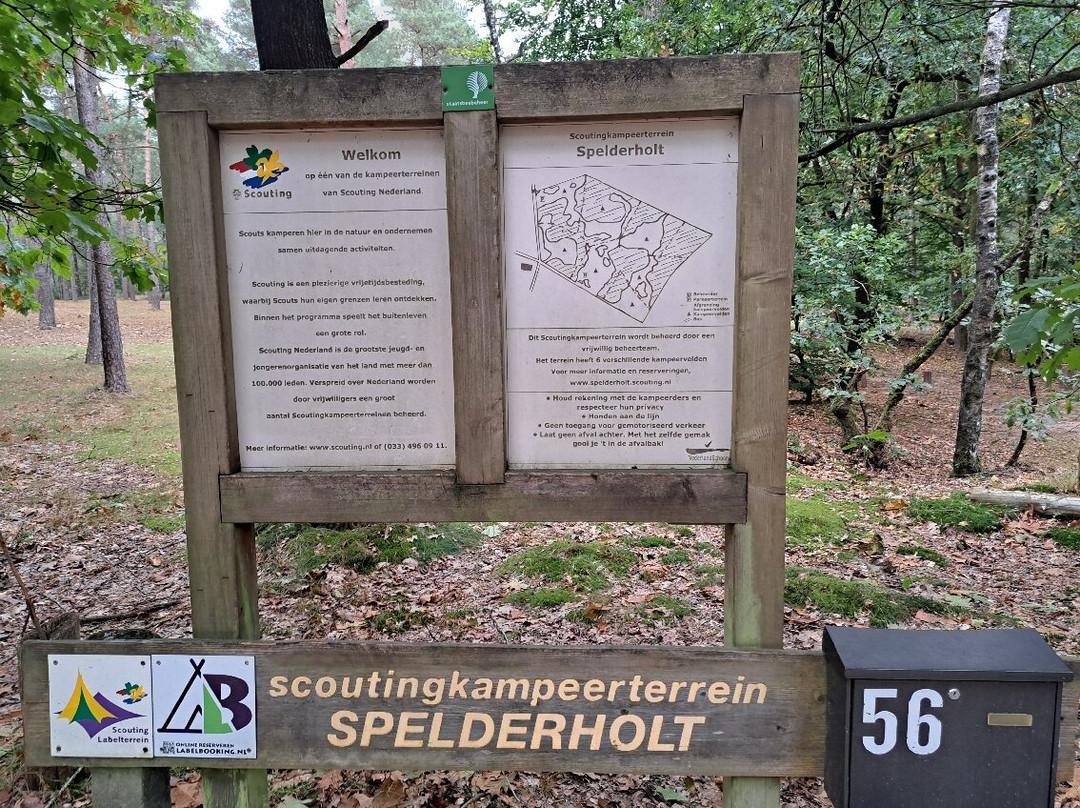 staatsbosbeheer
Scouting
Welkom
op één van de kampeerterreinen
van Scouting Nederland.
Scouts kamperen hier in de natuur en ondernemen
samen uitdagende activiteiten.
Scouting is een plezierige vrijetijdsbesteding,
waarbij Scouts hun eigen grenzen leren ontdekken.
Binnen het programma speelt het buitenleven
een grote rol.
Scouting Nederland is de grootste jeugd- en
jongerenorganisatie van het land met meer dan
100.000 leden. Verspreid over Nederland worden
door vrijwilligers een groot
aantal Scoutingkampeerterreinen beheerd.
Meer informatie: www.scouting.nl of (033) 496 09 11.
Scoutingkampeerterrein
Spelderholt
Parkeerterrein
Afgrenzing
kampeervelden
Kampeervelden
Bos
Dit Scoutingkampeerterrein wordt beheerd door een
vrijwillig beheerteam.
Het terrein heeft 6 verschillende kampeervelden
Voor meer informatie en reserveringen,
www.spelderholt.scouting.nl
• Houd rekening met de kampeerders en
respecteer hun privacy
• Honden aan de lijn
• Geen toegang voor gemotoriseerd verkeer
• Laat geen afval achter. Met het zelfde gemak
gooi je 't in de afvalbak!
Nederland Schoon
Scouting
Labelterrein
B
ONLINE RESERVEREN
LABELBOOKING.NL
scoutingkampeerterrein
SPELDERHOLT
56